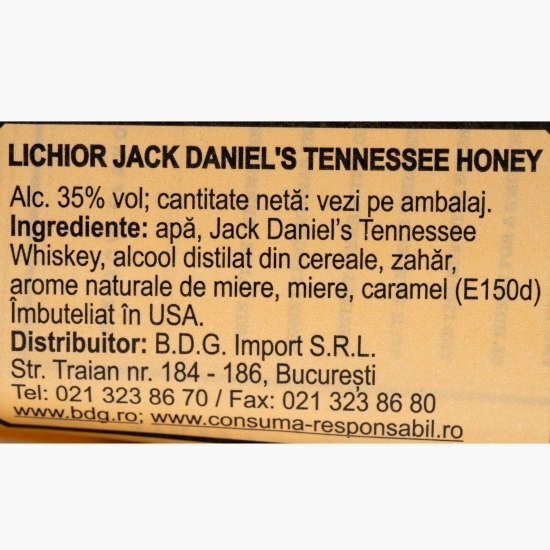 LICHIOR JACK DANIEL'S TENNESSEE HONEY
Alc. 35% vol; cantitate netă: vezi pe ambalaj.
Ingrediente: apă, Jack Daniel's Tennessee
Whiskey, alcool distilat din cereale, zahăr,
arome naturale de miere, miere, caramel (E150d)
Îmbuteliat în USA.
Distribuitor: B.D.G. Import S.R.L.
Str. Traian nr. 184 - 186, București
Tel: 021 323 86 70 / Fax: 021 323 86 80
www.bdg.ro; www.consuma-responsabil.ro